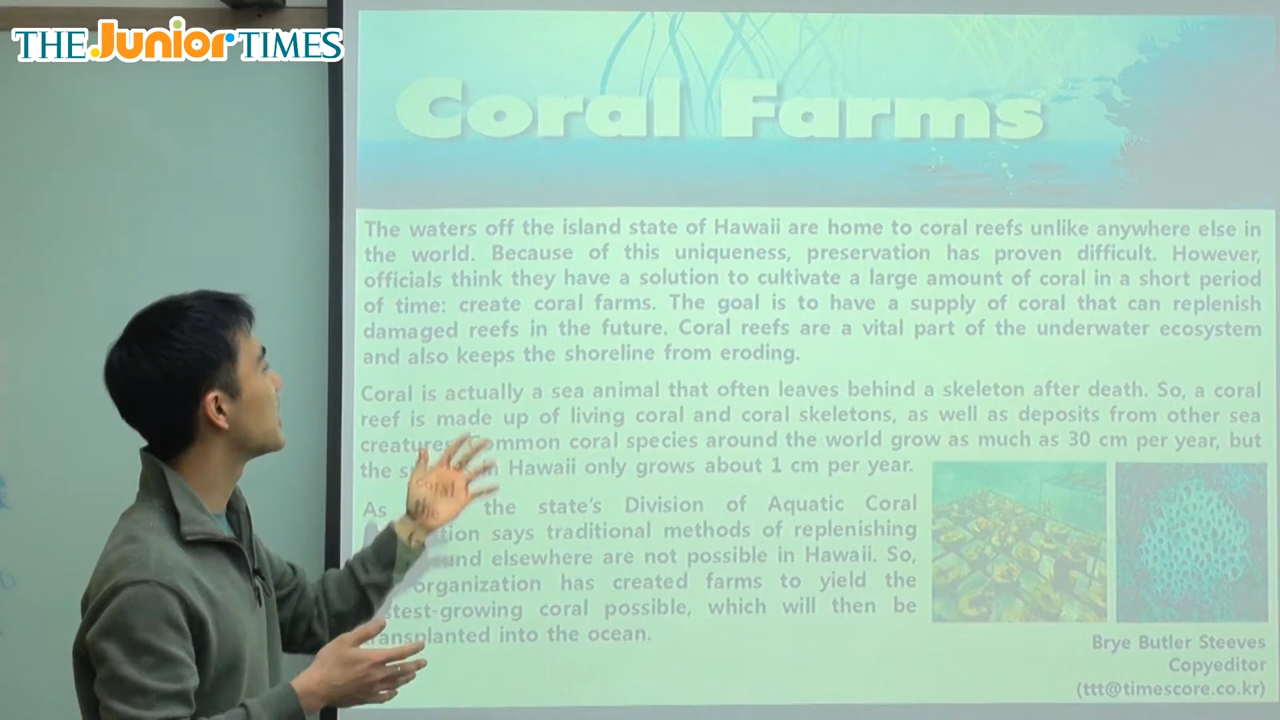 THE Junior TIMES
Coral Farms
The waters off the island state of Hawaii are home to coral reefs unlike anywhere else in
the world. Because of this uniqueness, preservation has proven difficult. However,
officials think they have a solution to cultivate a large amount of coral in a short period
of time: create coral farms. The goal is to have a supply of coral that can replenish
damaged reefs in the future. Coral reefs are a vital part of the underwater ecosystem
and also keeps the shoreline from eroding.
Coral is actually a sea animal that often leaves behind a skeleton after death. So, a coral
reef is made up of living coral and coral skeletons, as well as deposits from other sea
creatures. Common coral species around the world grow as much as 30 cm per year, but
the in Hawaii only grows about 1 cm per year.
As the state's Division of Aquatic Coral
says traditional methods of replenishing
coral elsewhere are not possible in Hawaii. So,
the organization has created farms to yield the
fastest-growing coral possible, which will then be
transplanted into the ocean.
Brye Butler Steeves
Copyeditor
(ttt@timescore.co.kr)